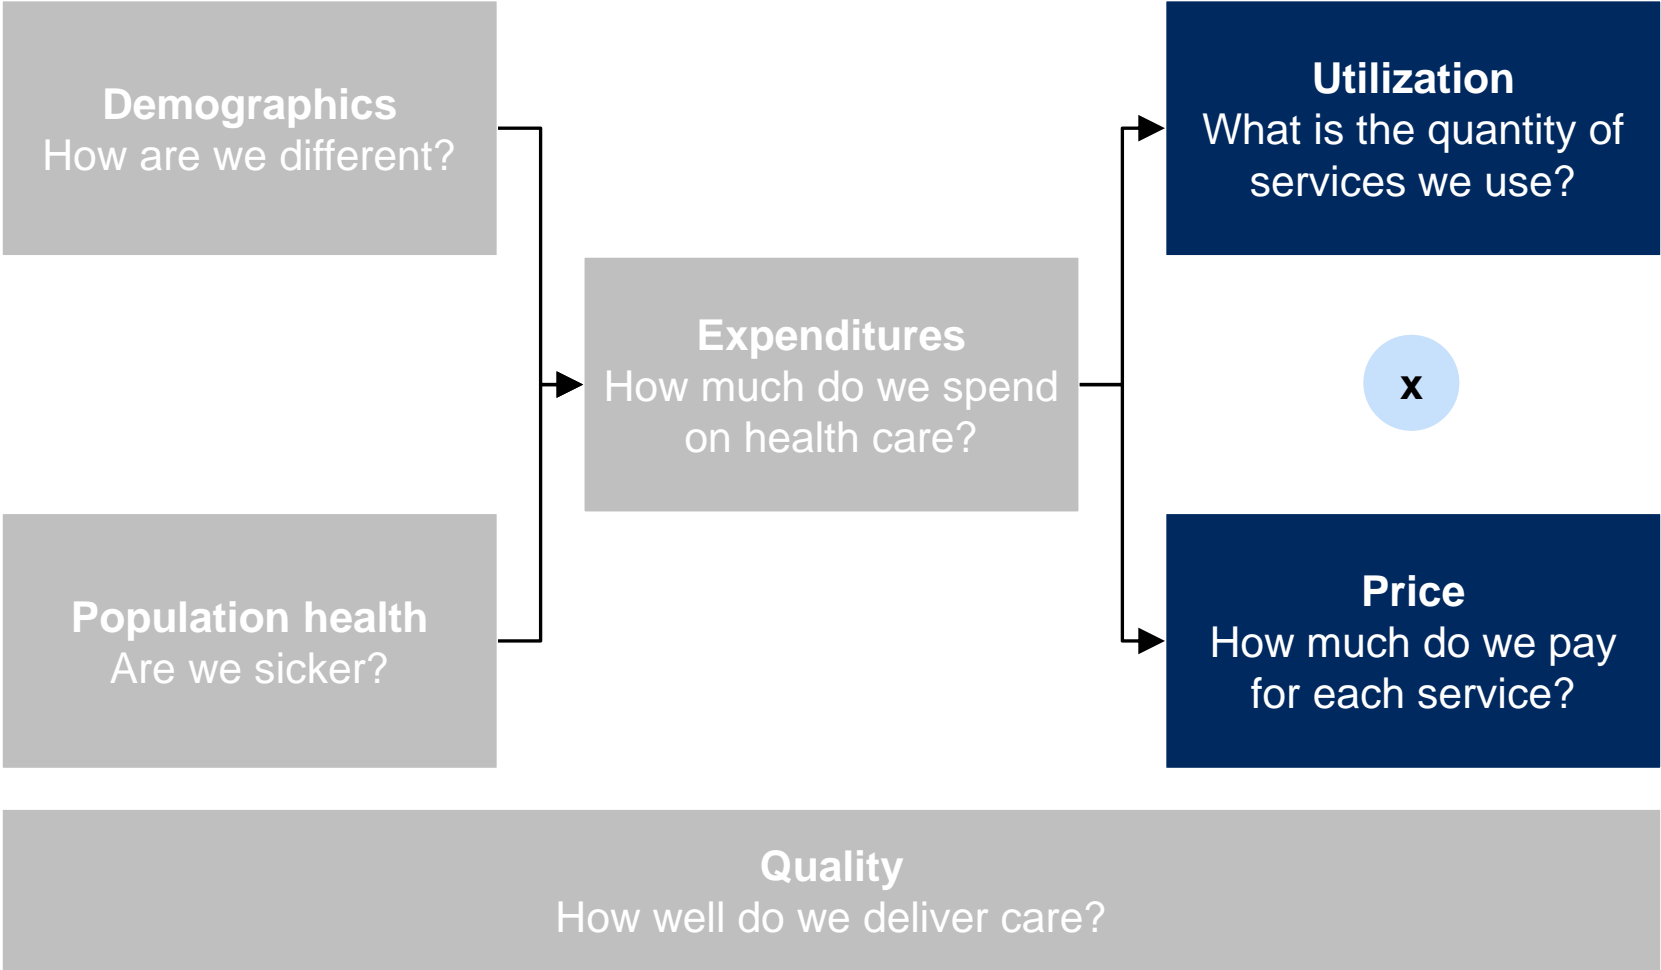 Demographics
How are we different?
Utilization
What is the quantity of
services we use?
Expenditures
How much do we spend
on health care?
x
Population health
Are we sicker?
Price
How much do we pay
for each service?
Quality
How well do we deliver care?